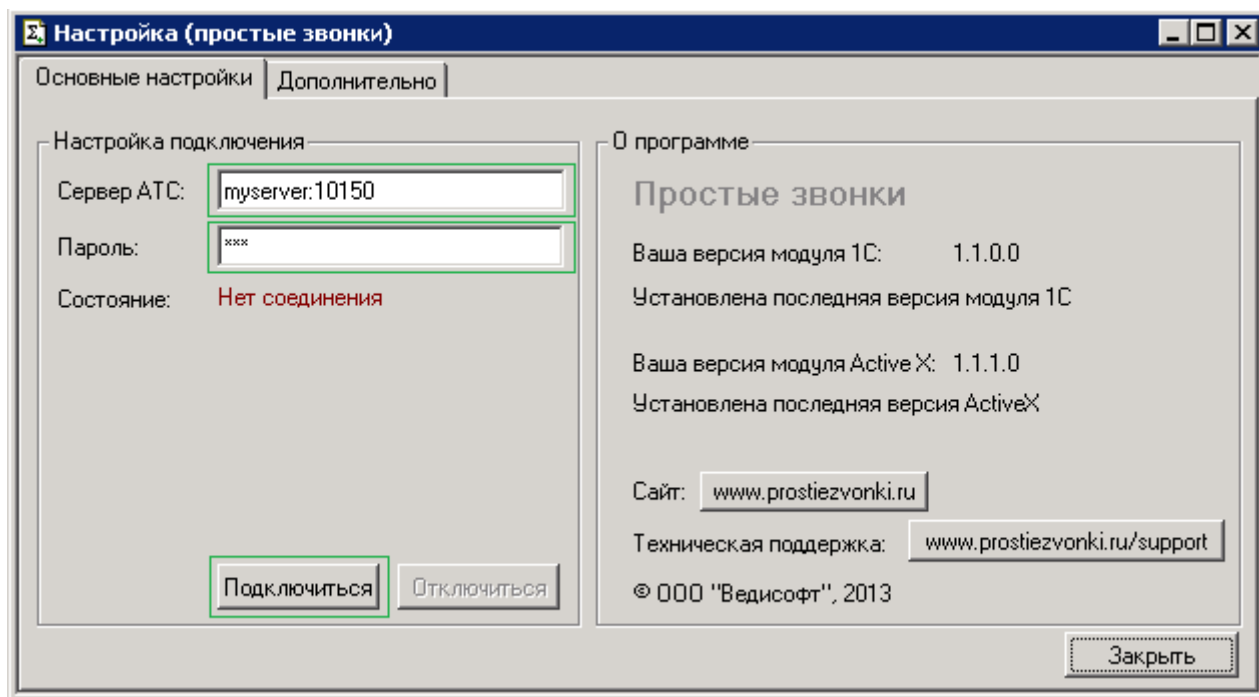 Настройка (простые звонки)
Основные настройки Дополнительно
Настройка подключения
Сервер АТС: myserver:10150
Пароль: ***
Состояние: Нет соединения
Подключиться Отключиться
О программе
Простые звонки
Ваша версия модуля 1С: 1.1.0.0
Установлена последняя версия модуля 1С
Ваша версия модуля Active X: 1.1.1.0
Установлена последняя версия ActiveX
Сайт: www.prostiezvonki.ru
Техническая поддержка: www.prostiezvonki.ru/support
© ООО "Ведисофт", 2013
Закрыть